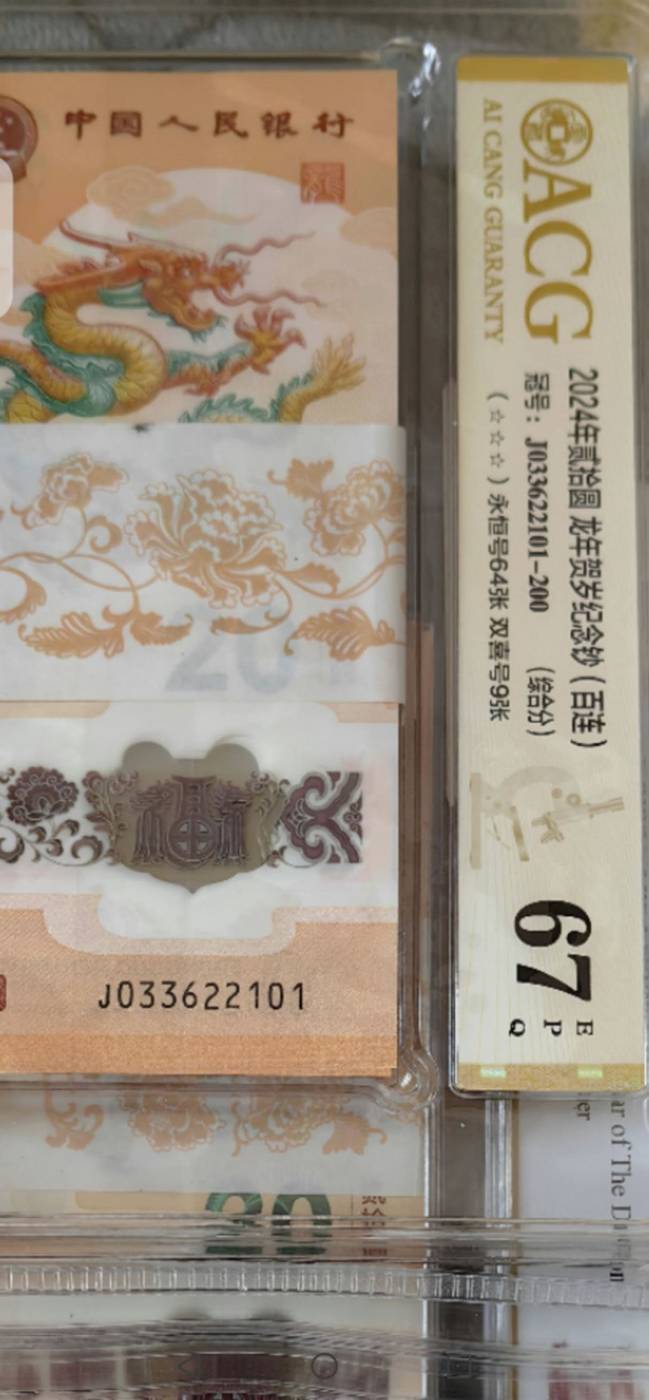 中国人民银行
J033622101
ACG
AI CANG GUARANTY
2024年贰拾圆 龙年贺岁纪念钞（百连）
冠号：J033622101-200 （综合分）
（☆☆☆）永恒号64张 双喜号9张
67
E
P
Q
20